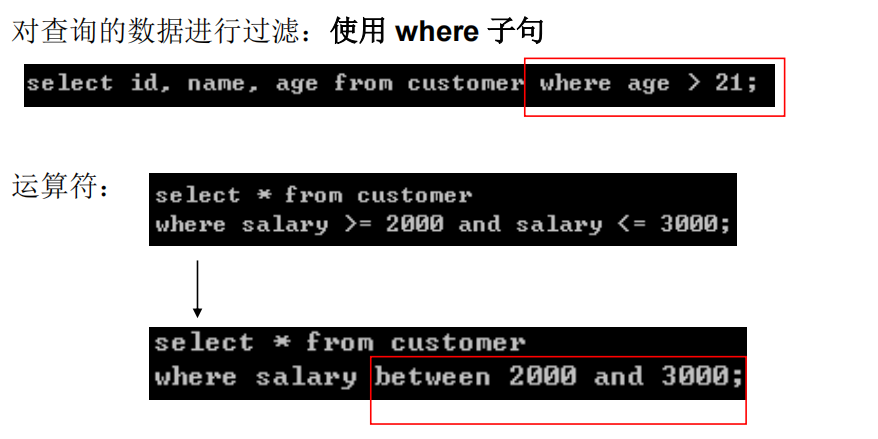 对查询的数据进行过滤：使用 where 子句
select id, name, age from customer where age > 21;
运算符：
select * from customer
where salary >= 2000 and salary <= 3000;
select * from customer
where salary between 2000 and 3000;